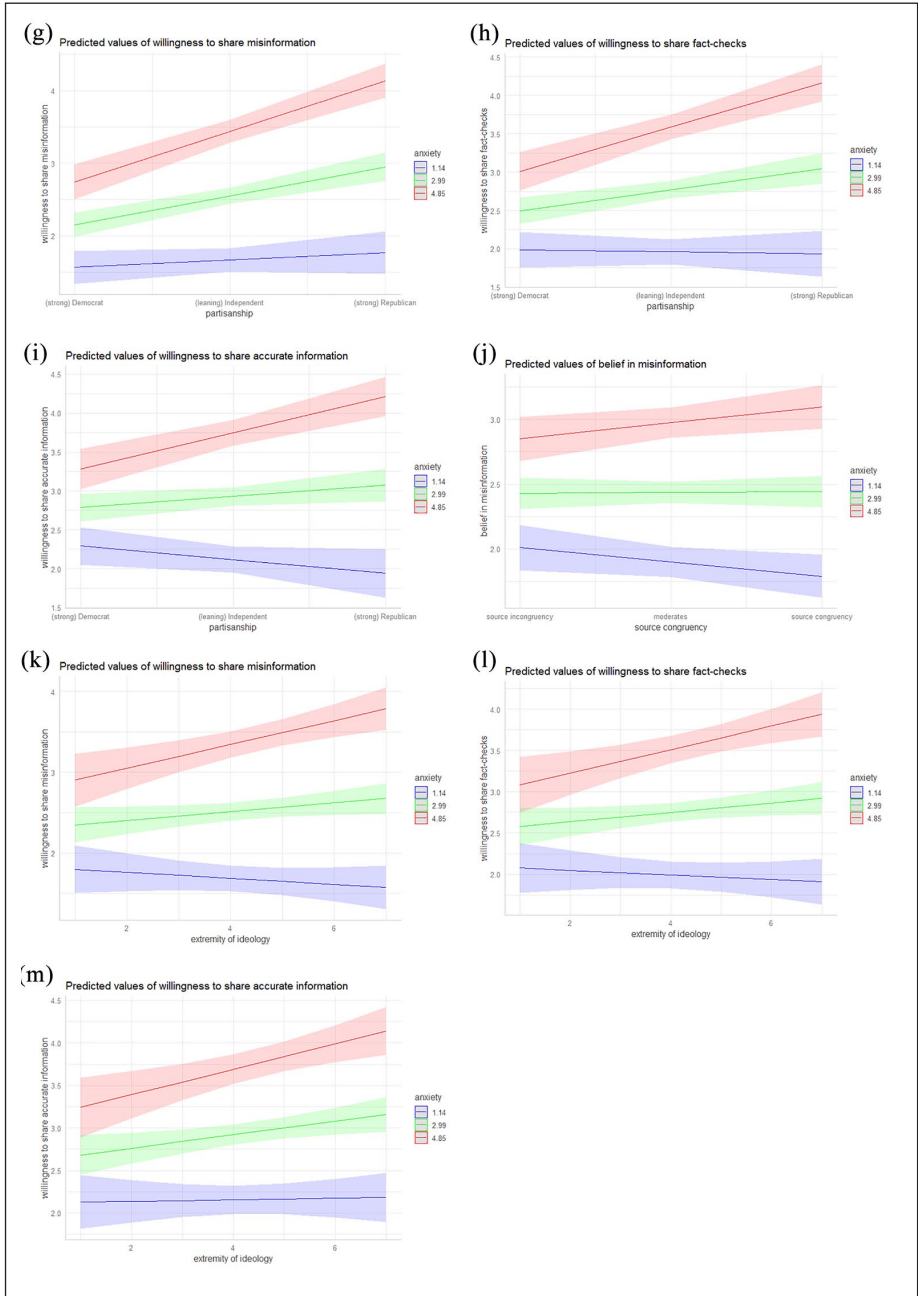 (g)
Predicted values of willingness to share misinformation
willingness to share misinformation
4
3
2
(strong) Democrat
(leaning) Independent
(strong) Republican
partisanship
anxiety
1.14
2.99
4.85
(h)
Predicted values of willingness to share fact-checks
willingness to share fact-checks
4.5
4.0
3.5
3.0
2.5
2.0
1.5
(strong) Democrat
(leaning) Independent
(strong) Republican
partisanship
anxiety
1.14
2.99
4.85
(i)
Predicted values of willingness to share accurate information
willingness to share accurate information
4.5
4.0
3.5
3.0
2.5
2.0
1.5
(strong) Democrat
(leaning) Independent
(strong) Republican
partisanship
anxiety
1.14
2.99
4.85
(j)
Predicted values of belief in misinformation
belief in misinformation
3.0
2.5
2.0
source incongruency
moderates
source congruency
source congruency
anxiety
1.14
2.99
4.85
(k)
Predicted values of willingness to share misinformation
willingness to share misinformation
4
3
2
2
4
6
extremity of ideology
anxiety
1.14
2.99
4.85
(l)
Predicted values of willingness to share fact-checks
willingness to share fact-checks
4.0
3.5
3.0
2.5
2.0
2
4
6
extremity of ideology
anxiety
1.14
2.99
4.85
(m)
Predicted values of willingness to share accurate information
willingness to share accurate information
4.5
4.0
3.5
3.0
2.5
2.0
2
4
6
extremity of ideology
anxiety
1.14
2.99
4.85